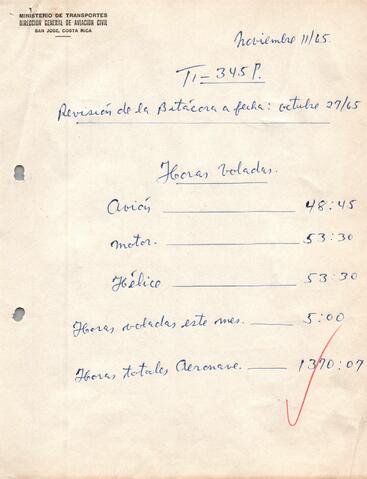 MINISTERIO DE TRANSPORTES
DIRECCION GENERAL DE AVIACION CIVIL
SAN JOSE, COSTA RICA
Noviembre 11/65
TI-345P.
Revisión de la Bitácora a fecha: octubre 27/65
Horas voladas.
Avión 48:45
motor. 53:30
Hélice 53:30
Horas voladas este mes. 5:00
Horas totales Aeronave. 1370:07